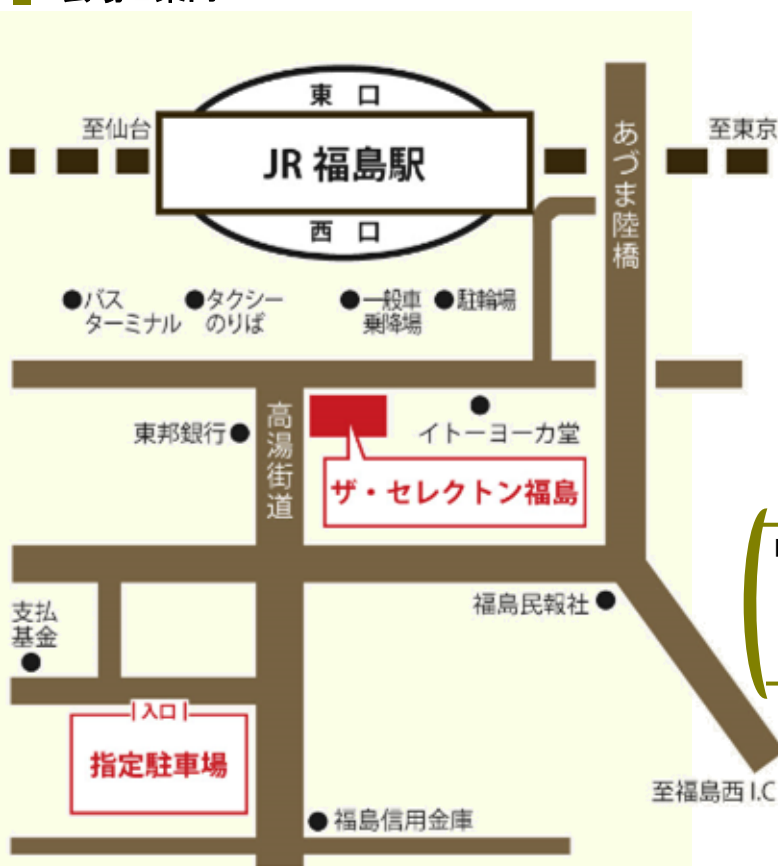 東 口
至仙台
JR 福島駅
至東京
西 口
あづま陸橋
●バス
ターミナル
●タクシー
のりば
●一般車
乗降場
●駐輪場
高湯街道
東邦銀行●
イトーヨーカ堂
ザ・セレクトン福島
支払
基金
福島民報社●
入口
指定駐車場
至福島西 I.C
●福島信用金庫